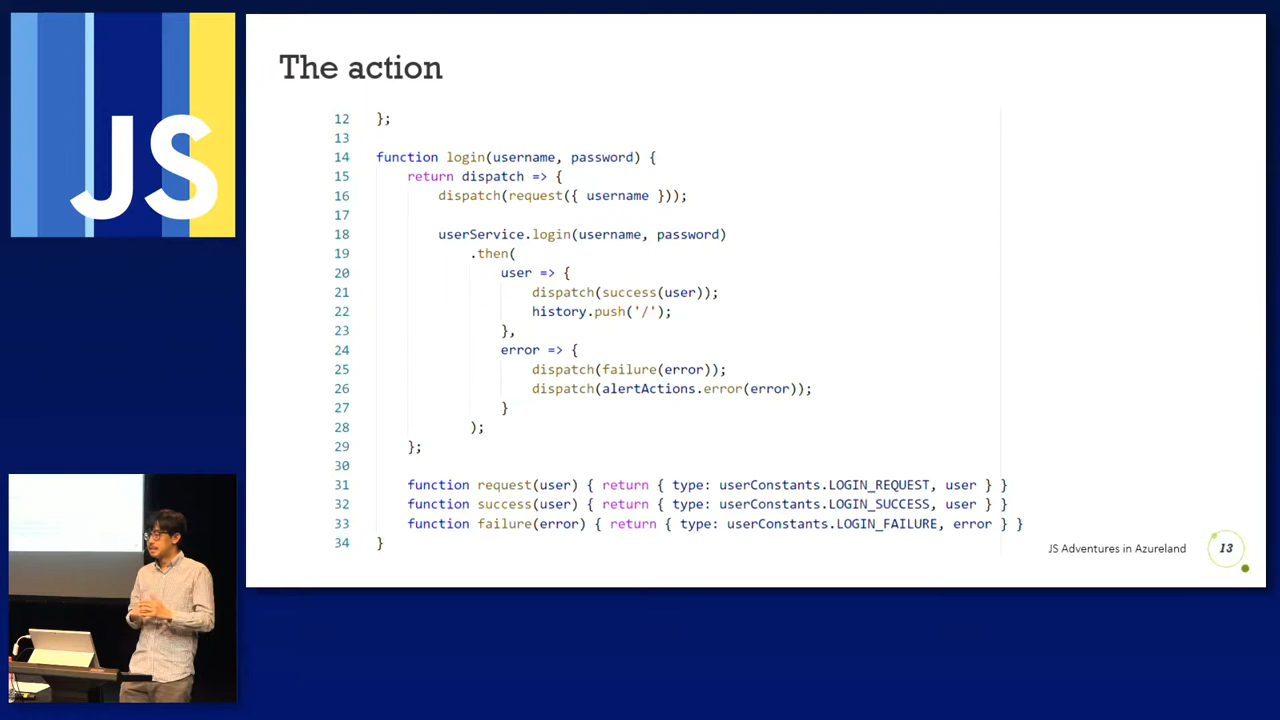 JS
The action
12 };
13
14 function login(username, password) {
15 return dispatch => {
16 dispatch(request({ username }));
17
18 userService.login(username, password)
19 .then(
20 user => {
21 dispatch(success(user));
22 history.push('/');
23 },
24 error => {
25 dispatch(failure(error));
26 dispatch(alertActions.error(error));
27 }
28 );
29 };
30
31 function request(user) { return { type: userConstants.LOGIN_REQUEST, user } }
32 function success(user) { return { type: userConstants.LOGIN_SUCCESS, user } }
33 function failure(error) { return { type: userConstants.LOGIN_FAILURE, error } }
34 }
JS Adventures in Azureland 13